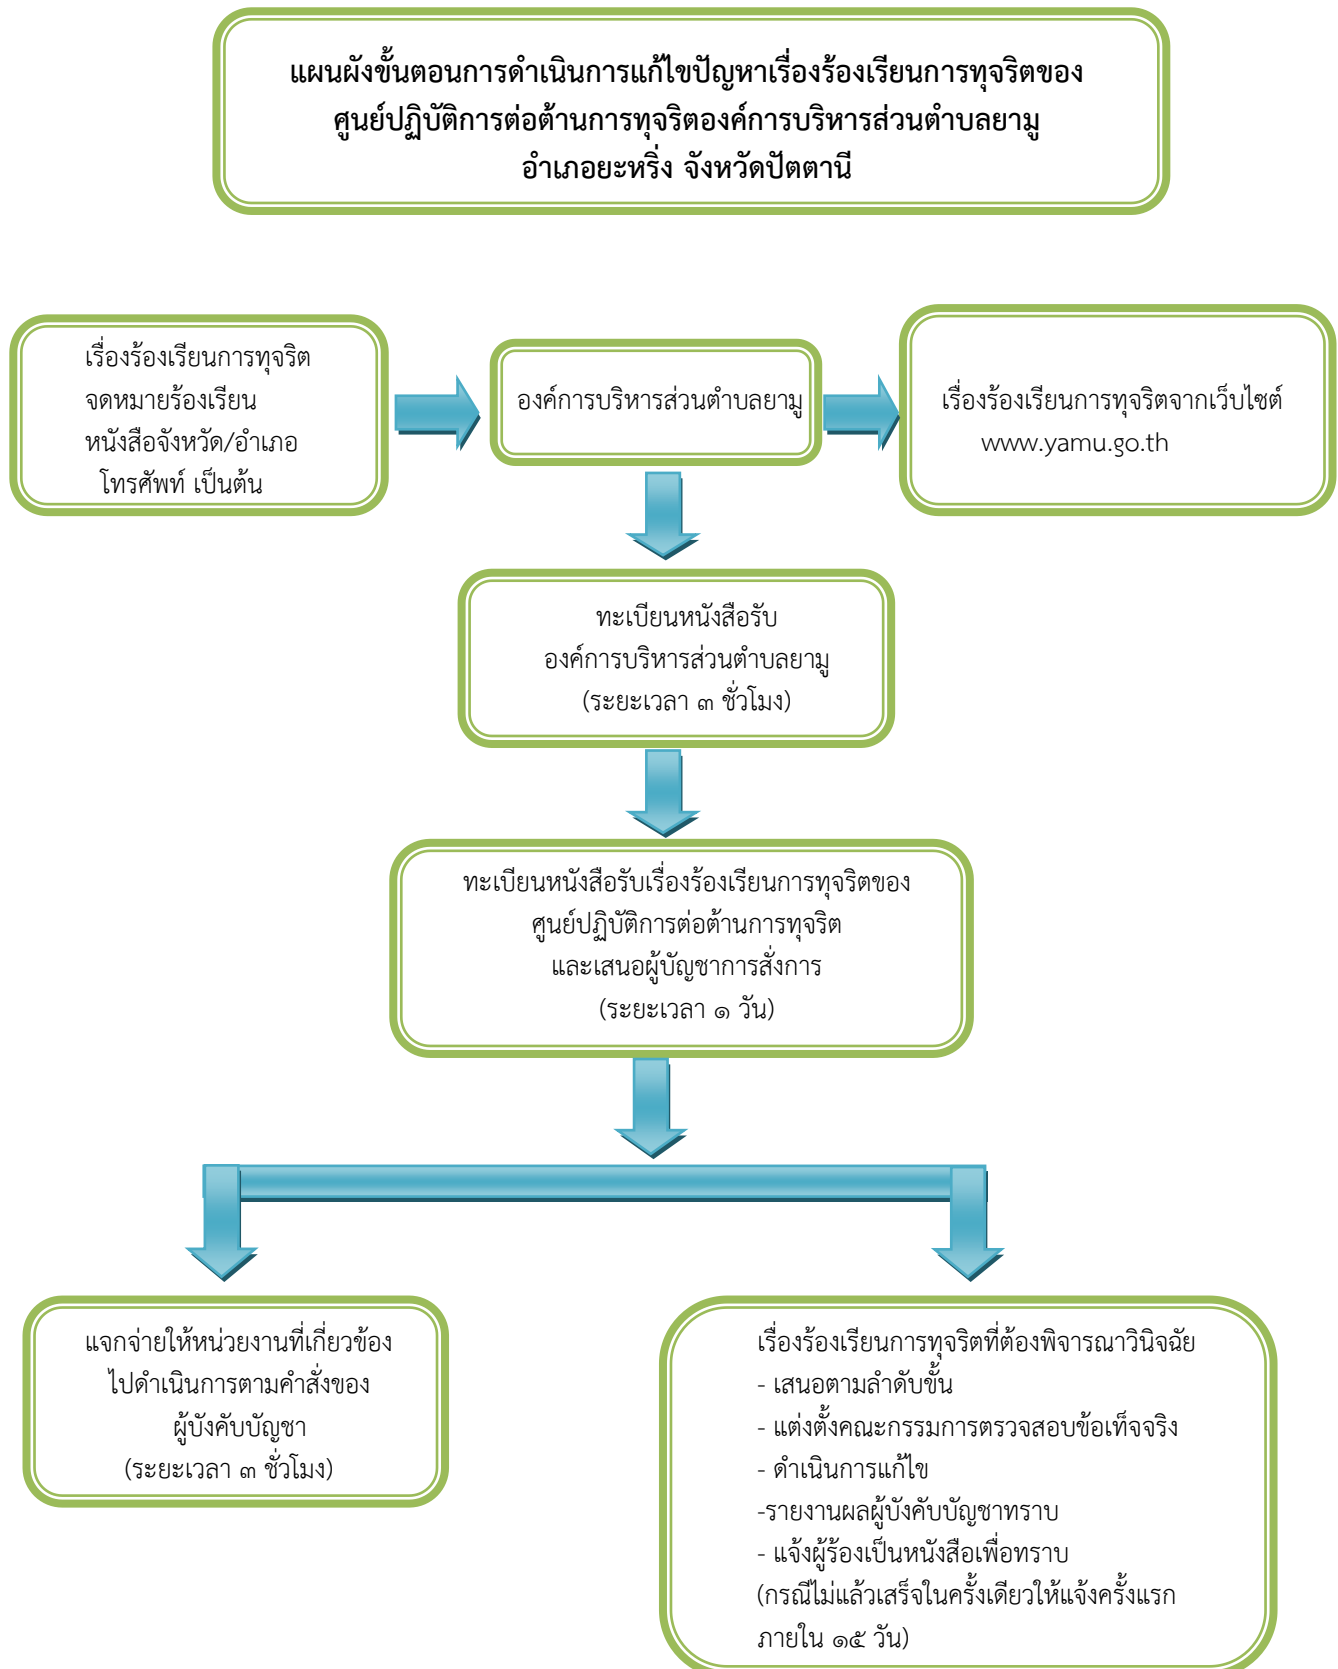 แผนผังขั้นตอนการดำเนินการแก้ไขปัญหาเรื่องร้องเรียนการทุจริตของ
ศูนย์ปฏิบัติการต่อต้านการทุจริตองค์การบริหารส่วนตำบลยามู
อำเภอยะหริ่ง จังหวัดปัตตานี
เรื่องร้องเรียนการทุจริต
จดหมายร้องเรียน
หนังสือจังหวัด/อำเภอ
โทรศัพท์ เป็นต้น
องค์การบริหารส่วนตำบลยามู
เรื่องร้องเรียนการทุจริตจากเว็บไซต์
www.yamu.go.th
ทะเบียนหนังสือรับ
องค์การบริหารส่วนตำบลยามู
(ระยะเวลา ๓ ชั่วโมง)
ทะเบียนหนังสือรับเรื่องร้องเรียนการทุจริตของ
ศูนย์ปฏิบัติการต่อต้านการทุจริต
และเสนอผู้บัญชาการสั่งการ
(ระยะเวลา ๑ วัน)
แจกจ่ายให้หน่วยงานที่เกี่ยวข้อง
ไปดำเนินการตามคำสั่งของ
ผู้บังคับบัญชา
(ระยะเวลา ๓ ชั่วโมง)
เรื่องร้องเรียนการทุจริตที่ต้องพิจารณาวินิจฉัย
- เสนอตามลำดับขั้น
- แต่งตั้งคณะกรรมการตรวจสอบข้อเท็จจริง
- ดำเนินการแก้ไข
-รายงานผลผู้บังคับบัญชาทราบ
- แจ้งผู้ร้องเป็นหนังสือเพื่อทราบ
(กรณีไม่แล้วเสร็จในครั้งเดียวให้แจ้งครั้งแรก
ภายใน ๑๕ วัน)